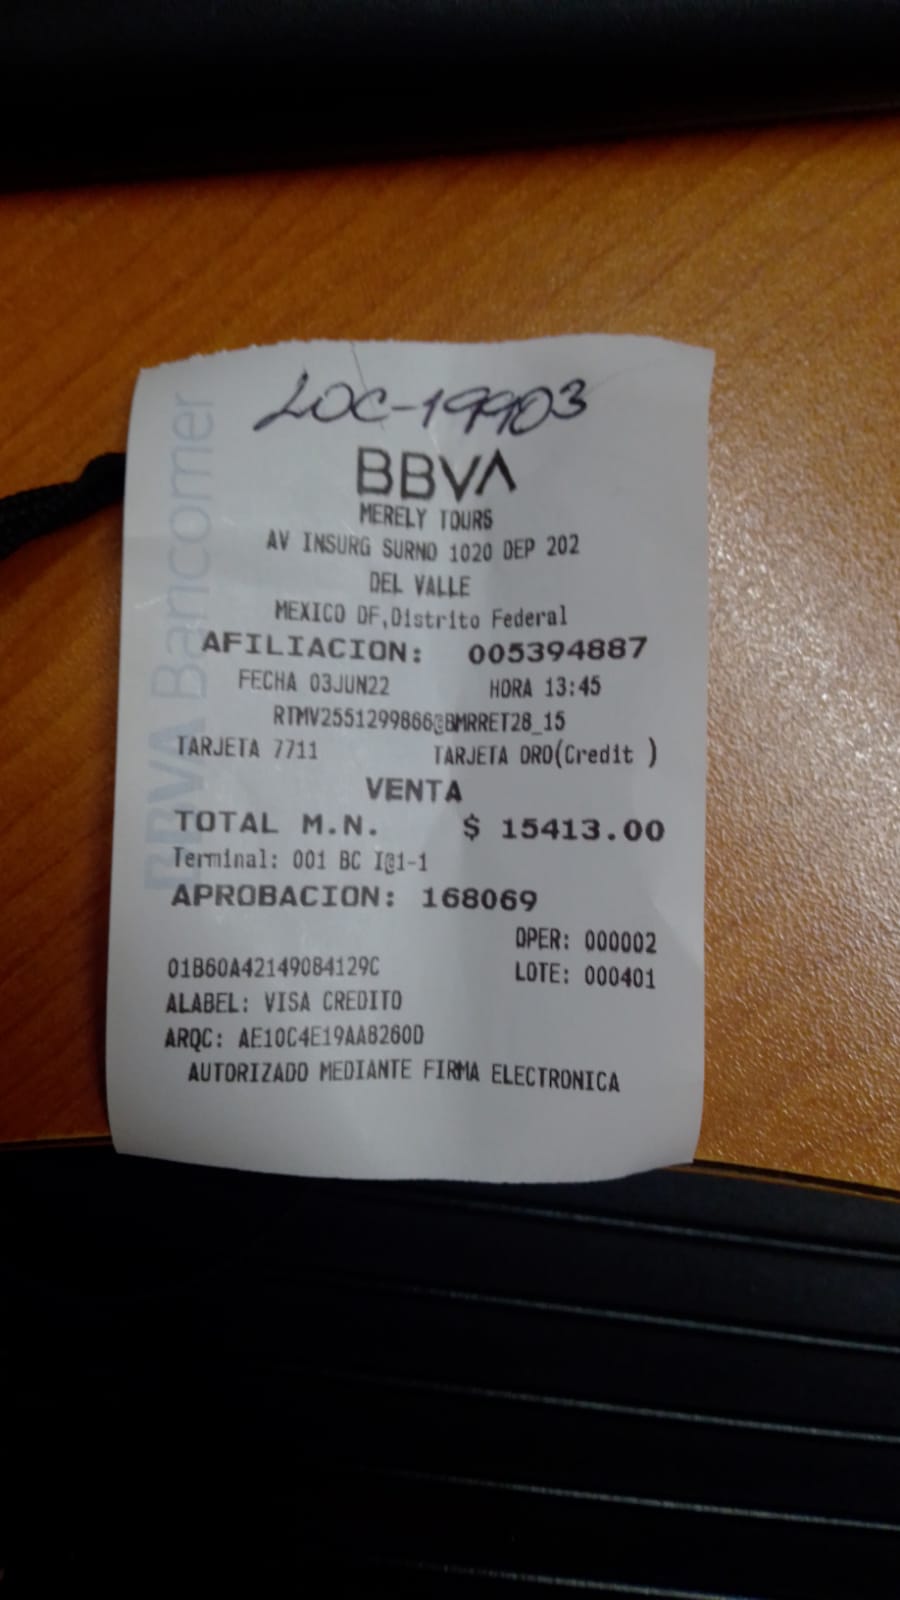 LOC-19903
BBVA
MERELY TOURS
AV INSURG SURNO 1020 DEP 202
DEL VALLE
MEXICO DF,Distrito Federal
AFILIACION: 005394887
FECHA 03JUN22 HORA 13:45
RTMV2551299866@BMRRET28_15
TARJETA 7711 TARJETA ORO(Credit )
VENTA
TOTAL M.N. $ 15413.00
Terminal: 001 BC I@1-1
APROBACION: 168069
OPER: 000002
01B60A42149084129C LOTE: 000401
ALABEL: VISA CREDITO
ARQC: AE10C4E19AA8260D
AUTORIZADO MEDIANTE FIRMA ELECTRONICA
BBVA Bancomer